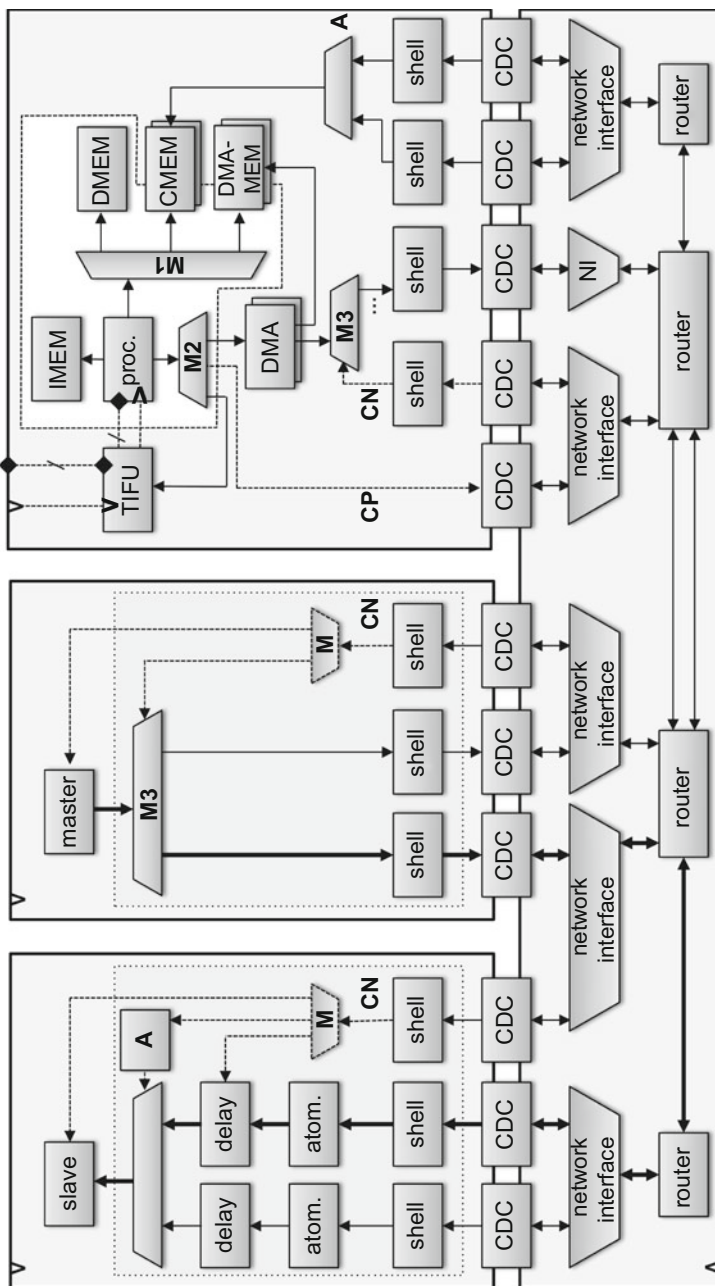 A
shell
CDC
shell
CDC
network
interface
router
DMEM
CMEM
DMA-
MEM
M1
IMEM
proc.
V
M2
DMA
M3
...
shell
CDC
NI
router
CN
shell
CDC
network
interface
V
V
TIFU
CP
CDC
V
master
M3
M
CN
shell
CDC
shell
CDC
shell
CDC
network
interface
network
interface
router
V
slave
A
M
CN
shell
CDC
delay
atom.
shell
CDC
delay
atom.
shell
CDC
network
interface
router
V